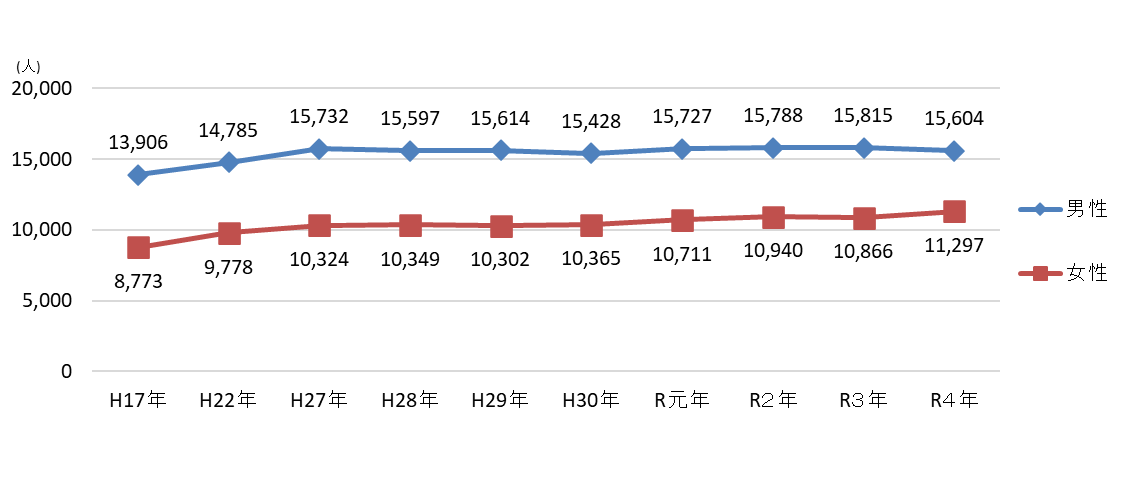 (人)
20,000
15,000
10,000
5,000
0
13,906 14,785 15,732 15,597 15,614 15,428 15,727 15,788 15,815 15,604
8,773 9,778 10,324 10,349 10,302 10,365 10,711 10,940 10,866 11,297
H17年 H22年 H27年 H28年 H29年 H30年 R元年 R２年 R３年 R４年
男性
女性